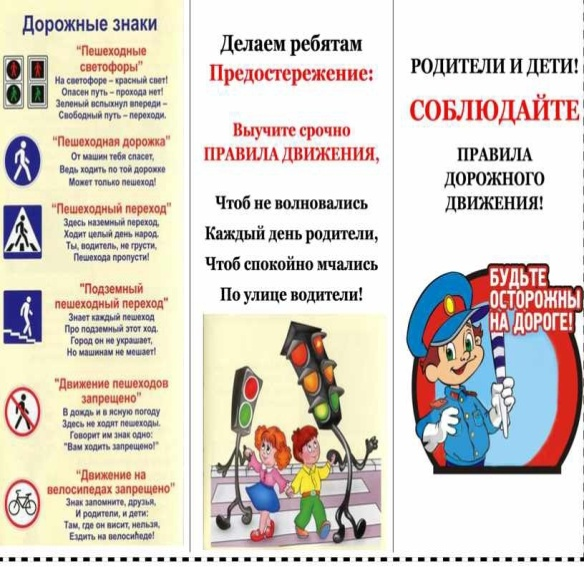 Дорожные знаки
"Пешеходные
светофоры"
На светофоре – красный свет!
Опасен путь – прохода нет!
Зеленый вспыхнул впереди –
Свободный путь – переходи.
"Пешеходная дорожка"
От машин тебя спасет,
Ведь ходить по той дорожке
Может только пешеход!
"Пешеходный переход"
Здесь наземный переход,
Ходит целый день народ.
Ты, водитель, не грусти,
Пешехода пропусти!
"Подземный
пешеходный переход"
Знает каждый пешеход
Про подземный этот ход.
Город он не украшает,
Но машинам не мешает!
"Движение пешеходов
запрещено"
В дождь и в ясную погоду
Здесь не ходят пешеходы.
Говорит им знак одно:
"Вам ходить запрещено!"
"Движение на
велосипедах запрещено"
Знак запомните, друзья,
И родители, и дети:
Там, где он висит, нельзя,
Ездить на велосипеде!
Делаем ребятам
Предостережение:
Выучите срочно
ПРАВИЛА ДВИЖЕНИЯ,
Чтоб не волновались
Каждый день родители,
Чтоб спокойно мчались
По улице водители!
РОДИТЕЛИ И ДЕТИ!
СОБЛЮДАЙТЕ
ПРАВИЛА
ДОРОЖНОГО
ДВИЖЕНИЯ!
БУДЬТЕ
ОСТОРОЖНЫ
НА ДОРОГЕ!